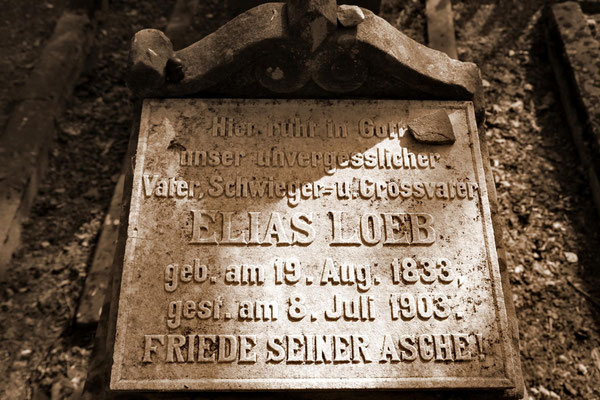 Hier ruht in Gott
unser unvergesslicher
Vater, Schwieger- u. Grossvater
ELIAS LOEB
geb. am 19. Aug. 1833,
gest. am 8. Juli 1903.
FRIEDE SEINER ASCHE!